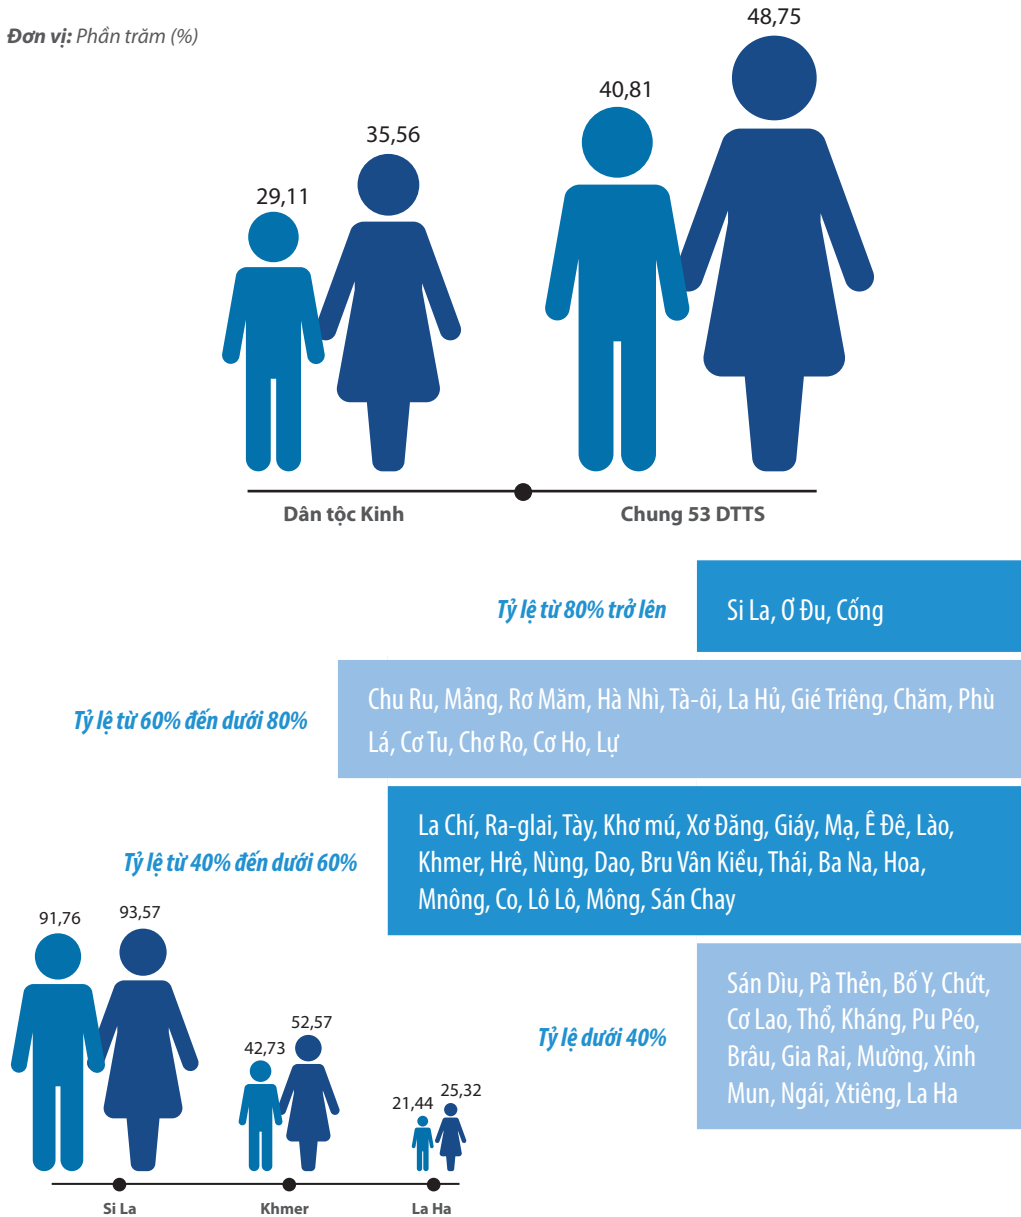 Đơn vị: Phần trăm (%)
48,75
40,81
35,56
29,11
Dân tộc Kinh
Chung 53 DTTS
Tỷ lệ từ 80% trở lên
Si La, Ơ Đu, Cống
Tỷ lệ từ 60% đến dưới 80%
Chu Ru, Mảng, Rơ Măm, Hà Nhì, Tà-ôi, La Hủ, Gié Triêng, Chăm, Phù
Lá, Cơ Tu, Chơ Ro, Cơ Ho, Lự
Tỷ lệ từ 40% đến dưới 60%
La Chí, Ra-glai, Tày, Khơ mú, Xơ Đăng, Giáy, Mạ, Ê Đê, Lào,
Khmer, Hrê, Nùng, Dao, Bru Vân Kiều, Thái, Ba Na, Hoa,
Mnông, Co, Lô Lô, Mông, Sán Chay
Tỷ lệ dưới 40%
Sán Dìu, Pà Thẻn, Bố Y, Chứt,
Cơ Lao, Thổ, Kháng, Pu Péo,
Brâu, Gia Rai, Mường, Xinh
Mun, Ngái, Xtiêng, La Ha
91,76
93,57
42,73
52,57
21,44
25,32
Si La
Khmer
La Ha